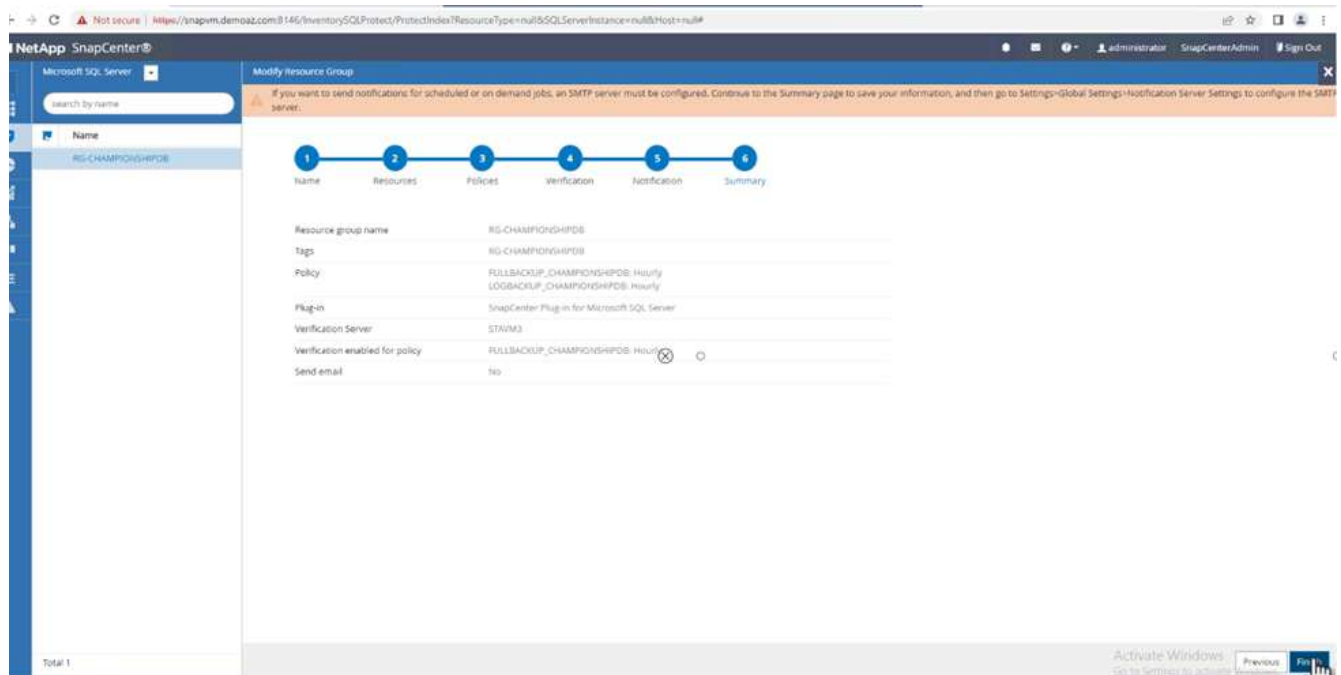 Not secure | https://snapvm.demoaz.com:8146/InventorySQLProtect/ProtectIndex?ResourceType=null&SQLServerInstance=null&Host=null#
NetApp SnapCenter®
administrator SnapCenterAdmin Sign Out
Microsoft SQL Server
Modify Resource Group
search by name
If you want to send notifications for scheduled or on demand jobs, an SMTP server must be configured. Continue to the Summary page to save your information, and then go to Settings>Global Settings>Notification Server Settings to configure the SMTP
server.
Name
RG-CHAMPIONSHIPDB
1 2 3 4 5 6
Name Resources Policies Verification Notification Summary
Resource group name RG-CHAMPIONSHIPDB
Tags RG-CHAMPIONSHIPDB
Policy FULLBACKUP_CHAMPIONSHIPDB: Hourly
LOGBACKUP_CHAMPIONSHIPDB: Hourly
Plug-in SnapCenter Plug-in for Microsoft SQL Server
Verification Server STAVM3
Verification enabled for policy FULLBACKUP_CHAMPIONSHIPDB: Hourly
Send email No
Total 1
Activate Windows
Go to Settings to activate
Previous